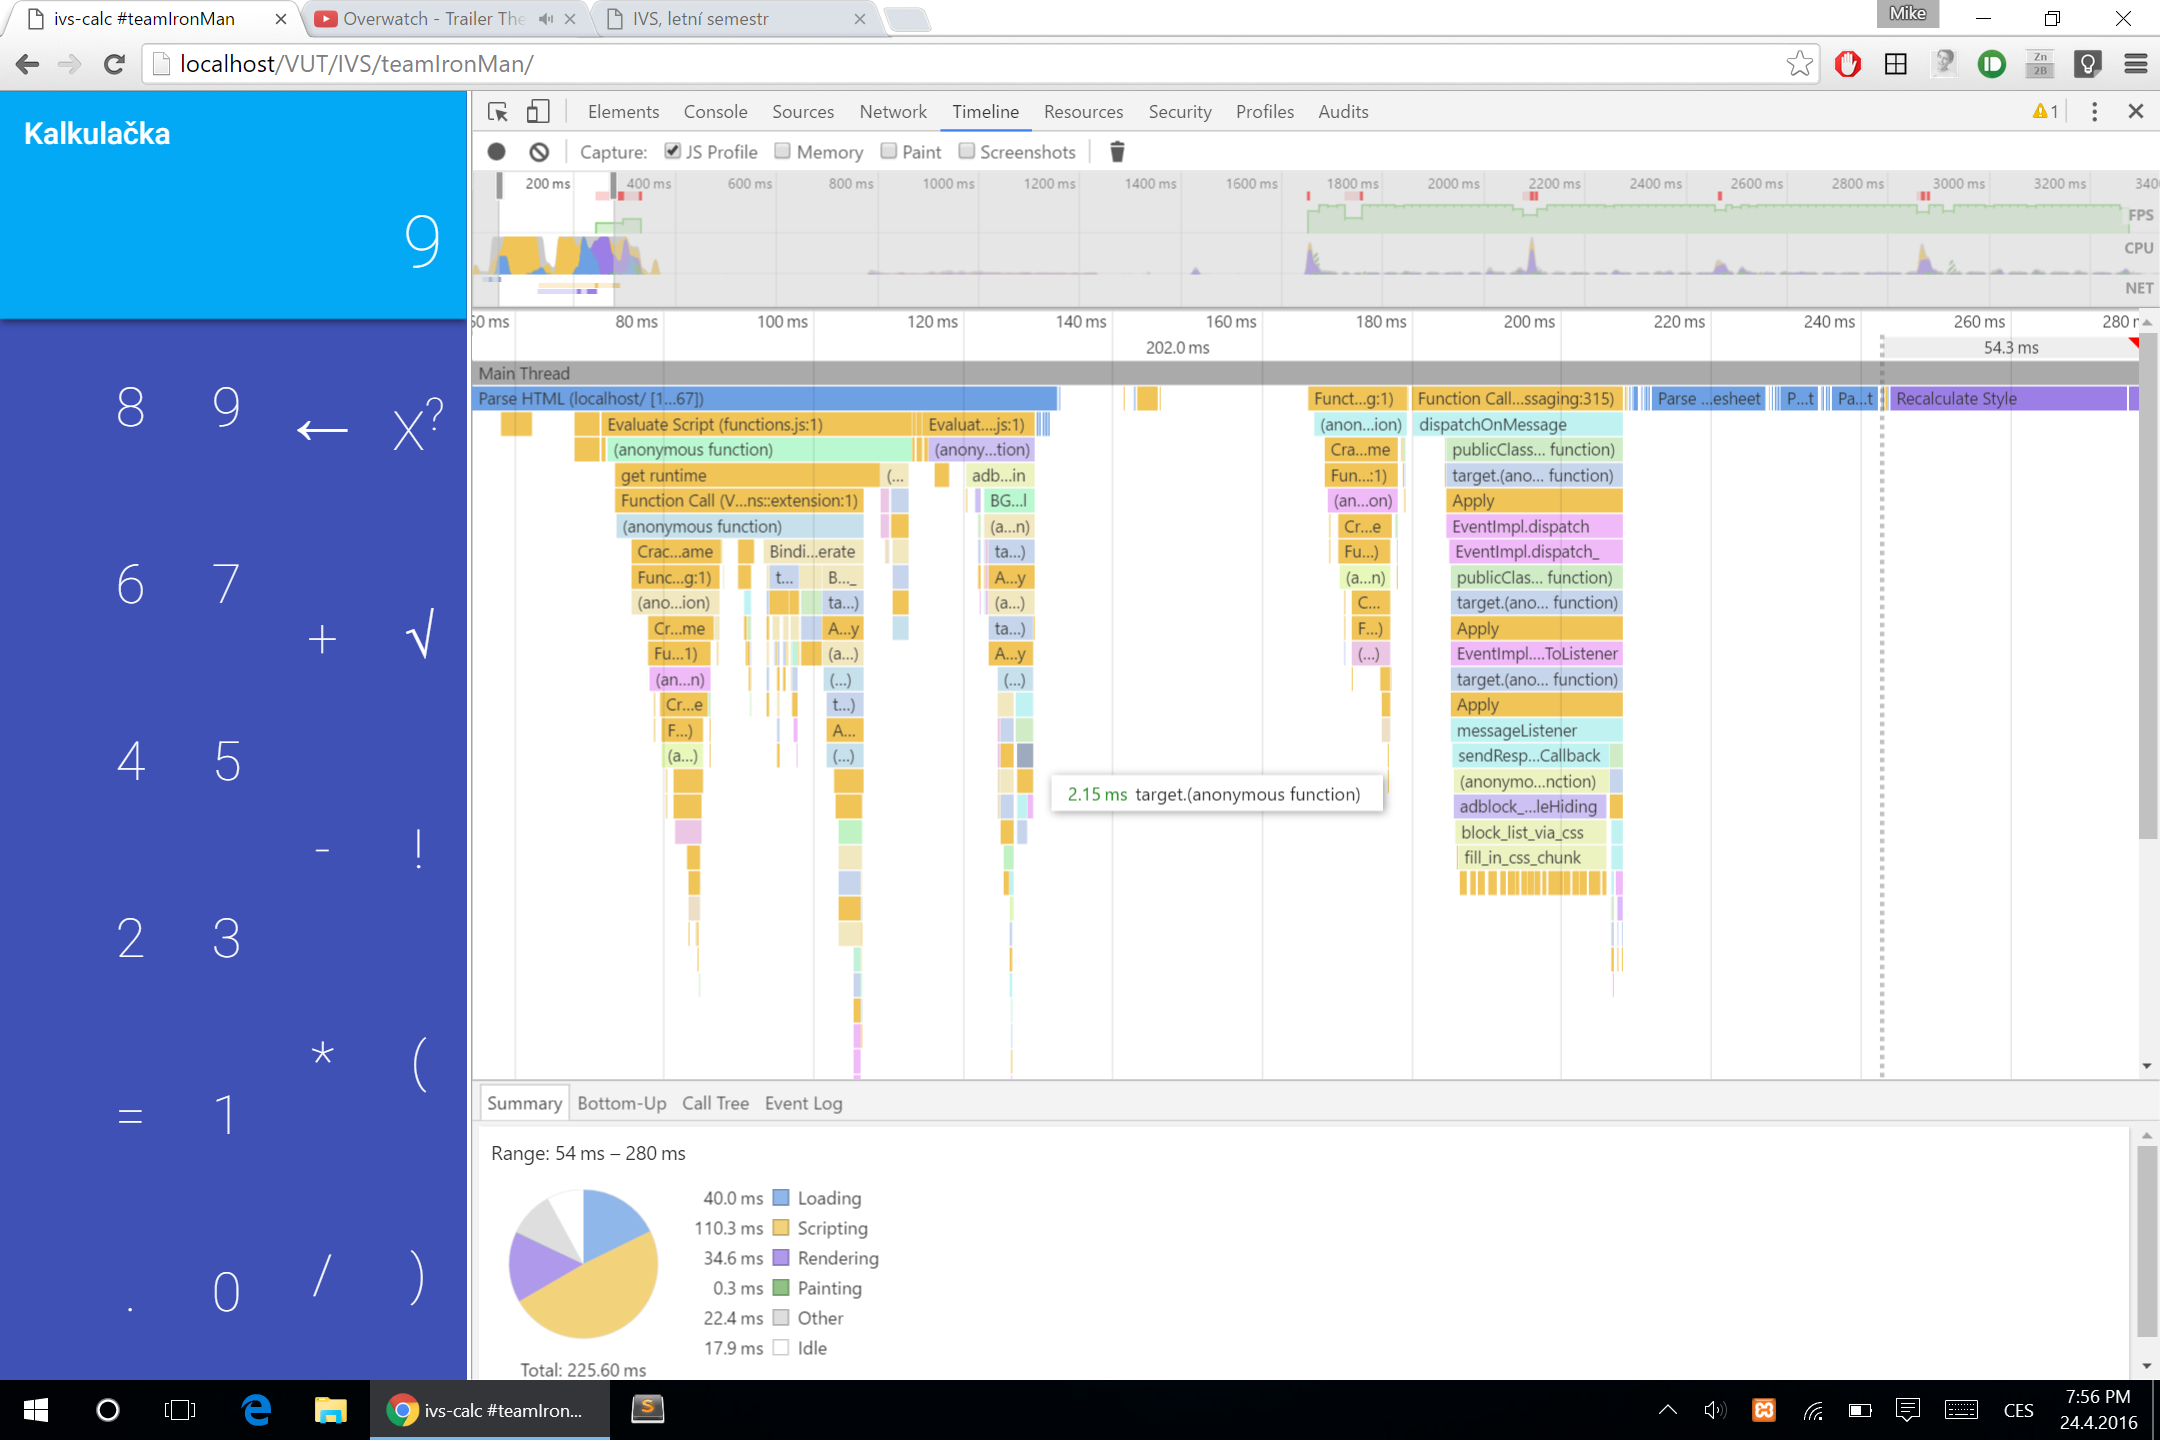 ivs-calc #teamIronMan
Overwatch - Trailer The
IVS, letní semestr
Mike
localhost/VUT/IVS/teamIronMan/
Zn
2B
Kalkulačka
9
8 9 ← X?
6 7
+ √
4 5
- !
2 3
* (
= 1
/ )
. 0
Elements Console Sources Network Timeline Resources Security Profiles Audits
1
Capture: JS Profile Memory Paint Screenshots
200 ms 400 ms 600 ms 800 ms 1000 ms 1200 ms 1400 ms 1600 ms 1800 ms 2000 ms 2200 ms 2400 ms 2600 ms 2800 ms 3000 ms 3200 ms 340
FPS
CPU
NET
60 ms 80 ms 100 ms 120 ms 140 ms 160 ms 180 ms 200 ms 220 ms 240 ms 260 ms 280 m
202.0 ms 54.3 ms
Main Thread
Parse HTML (localhost/ [1...67]) Funct...g:1) Function Call...ssaging:315) Parse ...esheet P...t Pa...t Recalculate Style
Evaluate Script (functions.js:1) Evaluat....js:1) (anon...ion) dispatchOnMessage
(anonymous function) (anony...tion) Cra...me publicClass... function)
get runtime (... adb...in Fun...:1) target.(ano... function)
Function Call (V...ns::extension:1) BG...l (an...on) Apply
(anonymous function) (a...n) Cr...e EventImpl.dispatch
Crac...ame Bindi...erate ta...) Fu...) EventImpl.dispatch_
Func...g:1) t... B..._ A...y (a...n) publicClas... function)
(ano...ion) ta...) (a...) C... target.(ano... function)
Cr...me A...y ta...) F...) Apply
Fu...1) (a...) A...y (...) EventImpl....ToListener
(an...n) (...) (...) target.(ano... function)
Cr...e t...) Apply
F...) A... messageListener
(a...) (...) sendResp...Callback
(anonymo...nction)
2.15 ms target.(anonymous function)
adblock_...leHiding
block_list_via_css
fill_in_css_chunk
Summary Bottom-Up Call Tree Event Log
Range: 54 ms – 280 ms
40.0 ms Loading
110.3 ms Scripting
34.6 ms Rendering
0.3 ms Painting
22.4 ms Other
17.9 ms Idle
Total: 225.60 ms
ivs-calc #teamIron...
S
CES
7:56 PM
24.4.2016